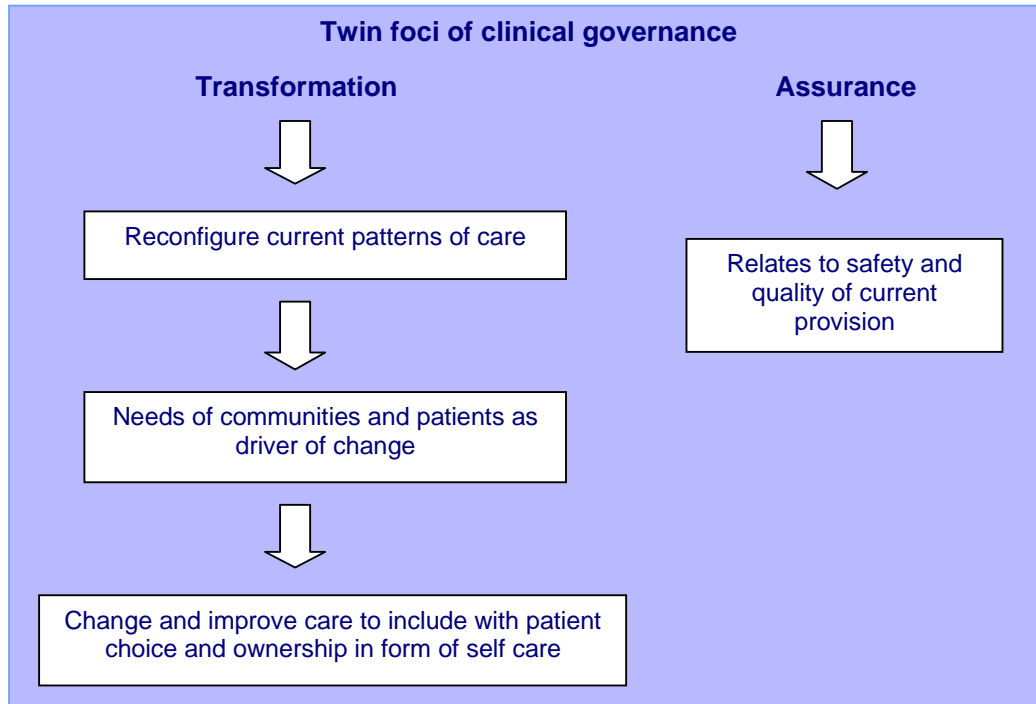 Twin foci of clinical governance
Transformation
Assurance
Reconfigure current patterns of care
Relates to safety and
quality of current
provision
Needs of communities and patients as
driver of change
Change and improve care to include with patient
choice and ownership in form of self care